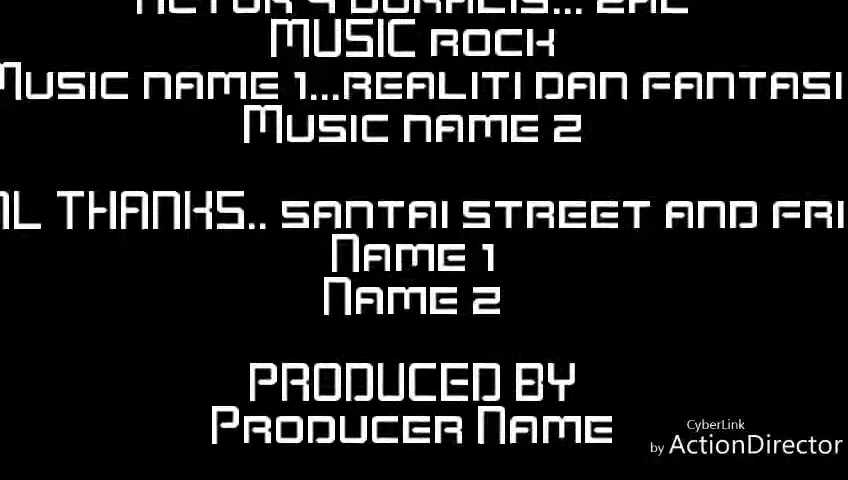 MUSIC ROCK
MUSIC NAME 1...REALITI DAN FANTASI
MUSIC NAME 2
THANKS.. SANTAI STREET AND
NAME 1
NAME 2
PRODUCED BY
PRODUCER NAME
CyberLink
by ActionDirector